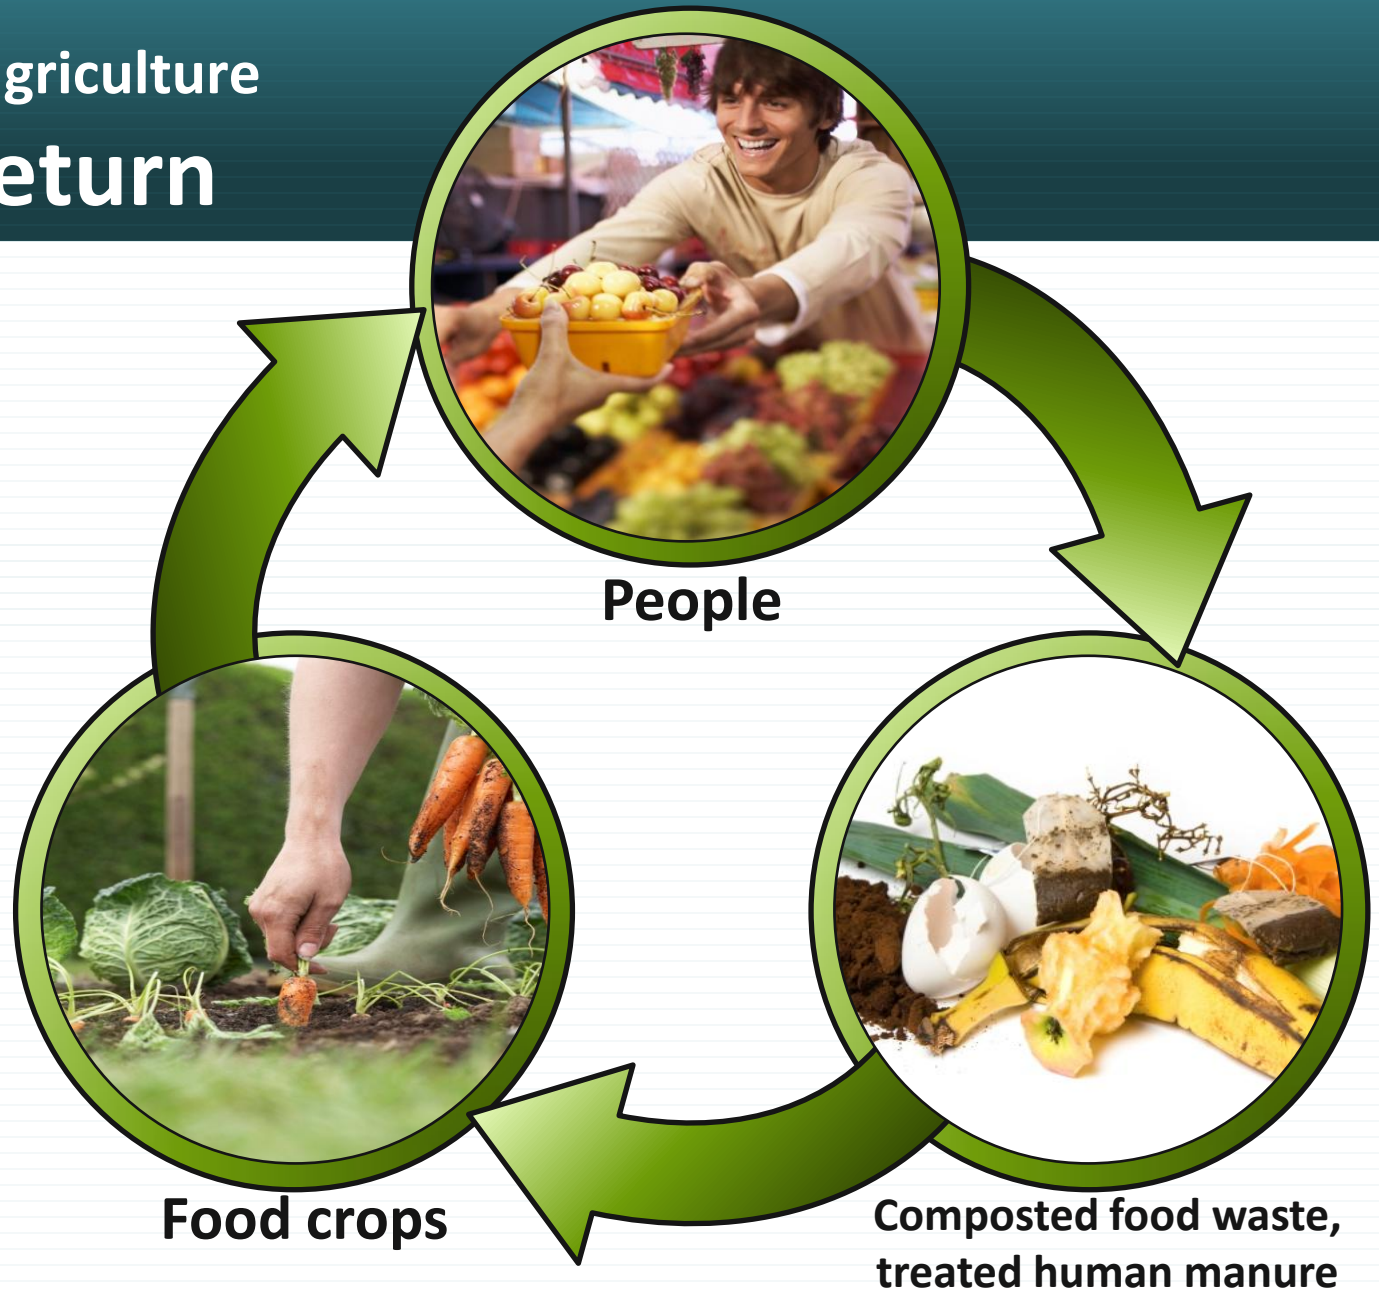 griculture
eturn
People
Food crops
Composted food waste,
treated human manure